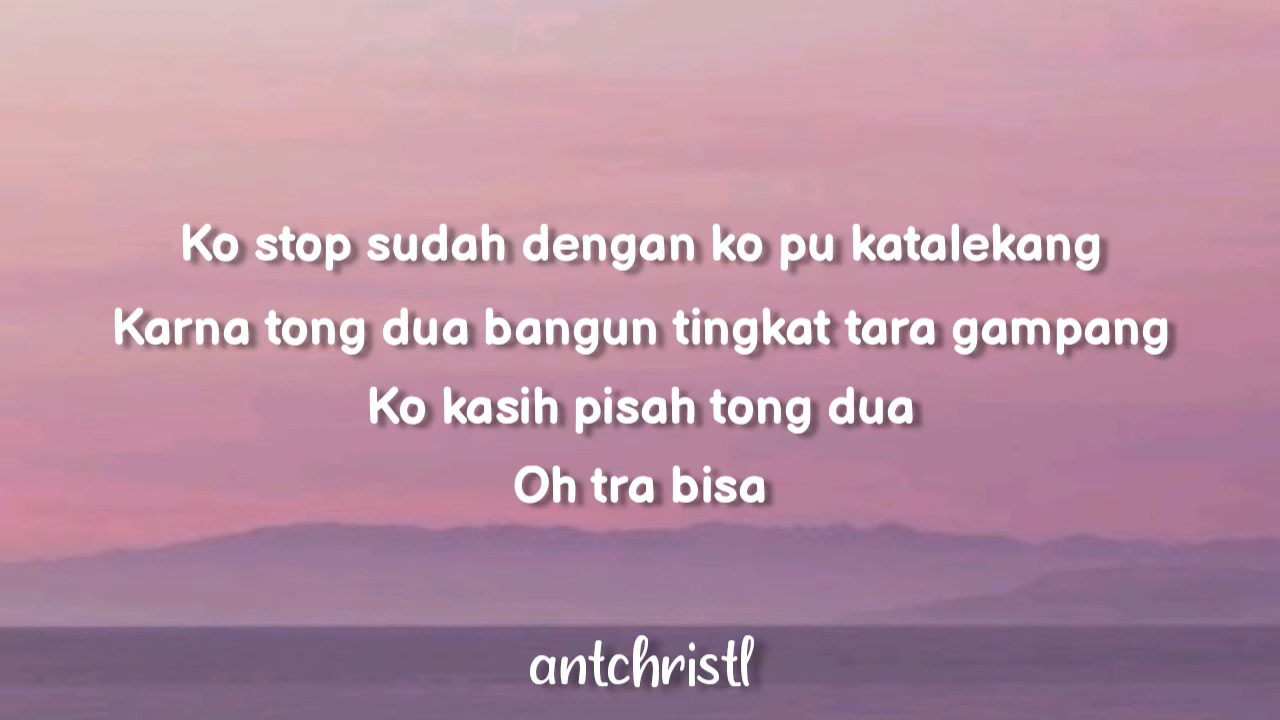 Ko stop sudah dengan ko pu katalekang
Karna tong dua bangun tingkat tara gampang
Ko kasih pisah tong dua
Oh tra bisa
antchristl